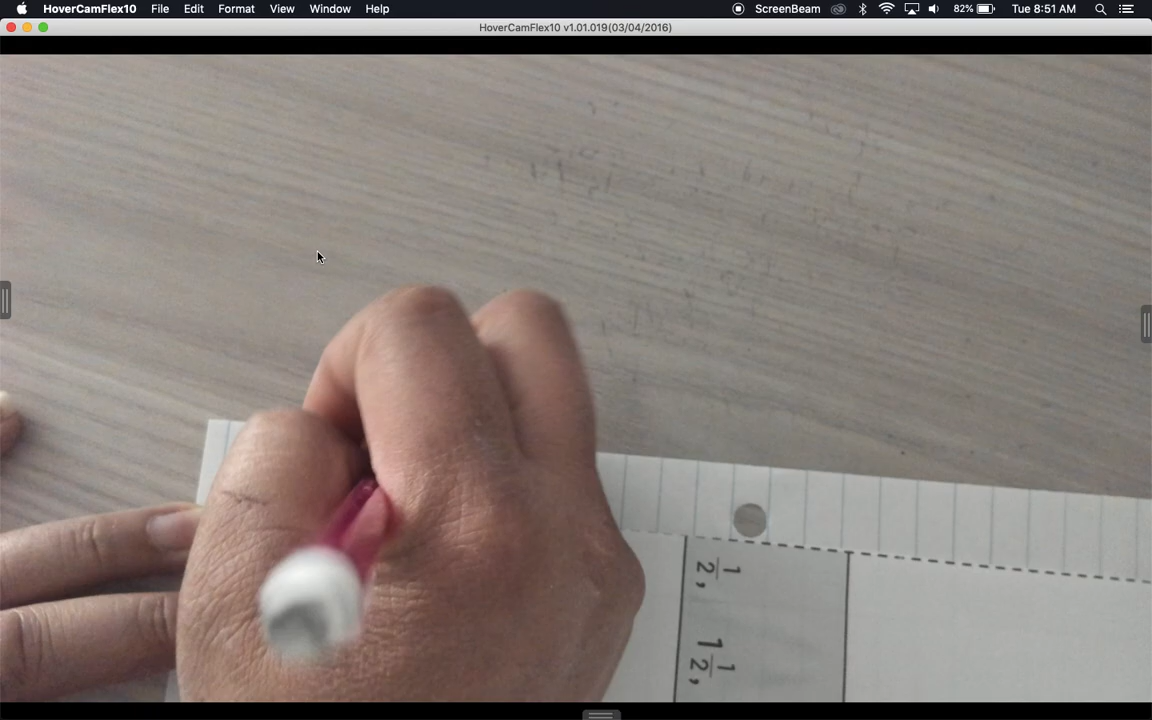 HoverCamFlex10 File Edit Format View Window Help ScreenBeam 82% Tue 8:51 AM
HoverCamFlex10 v1.01.019(03/04/2016)
1/2, 1 1/2,